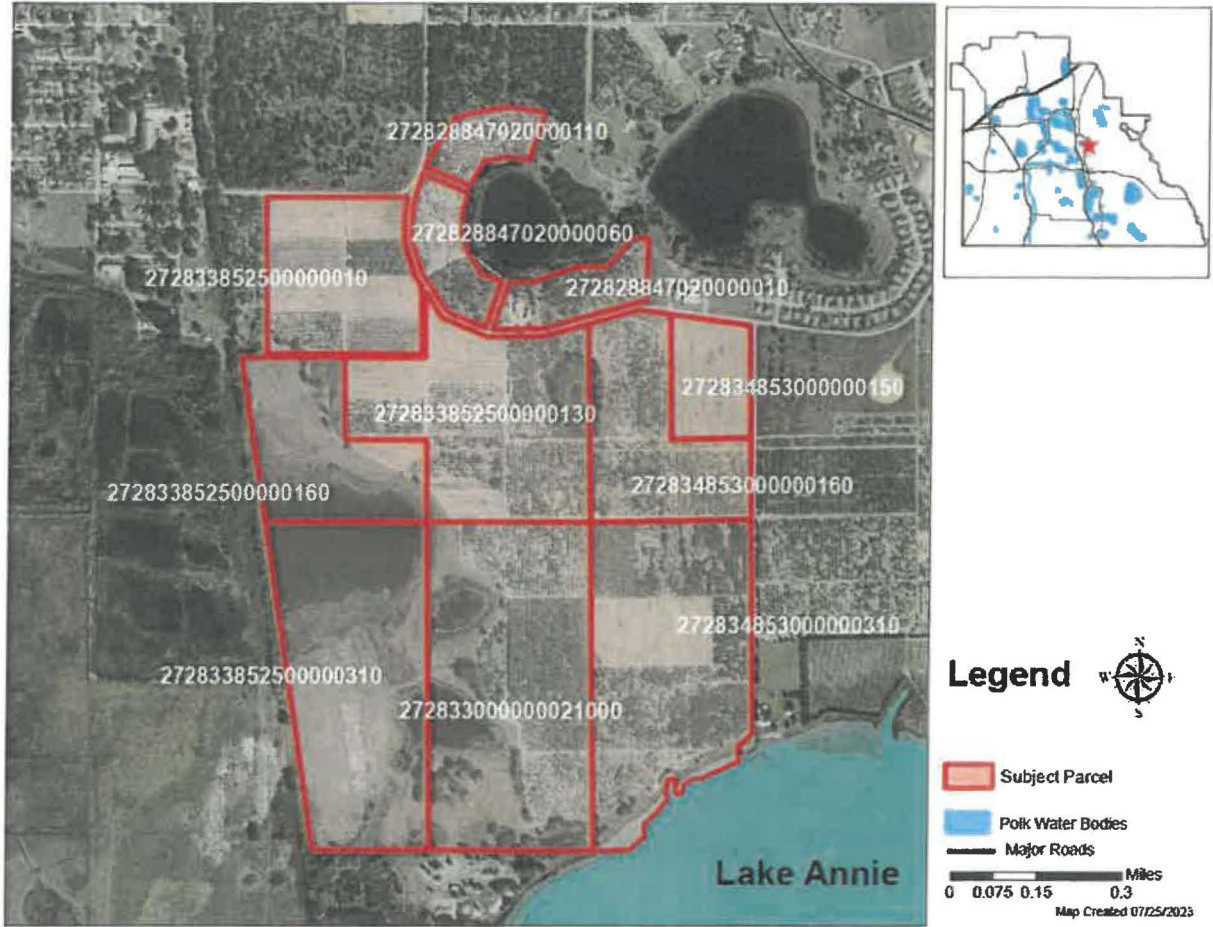 272828847020000110
272828847020000060
272833852500000010
272828847020000010
272834853000000150
272833852500000130
272833852500000160
272834853000000160
272834853000000310
272833852500000310
272833000000021000
Lake Annie
Legend
N
W
S
Subject Parcel
Polk Water Bodies
Major Roads
Miles
0 0.075 0.15 0.3
Map Created 07/25/2023